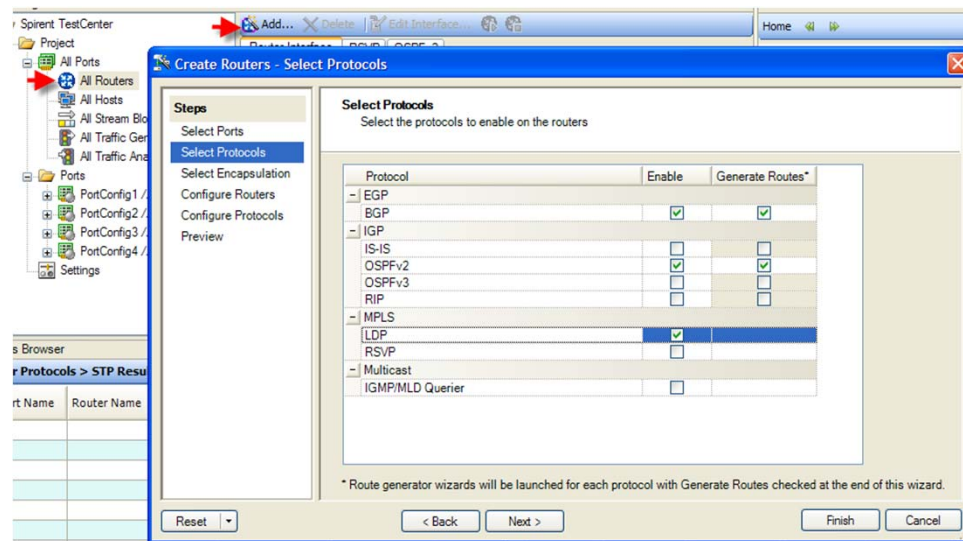 Spirent TestCenter
Project
All Ports
All Routers
All Hosts
All Stream Blo
All Traffic Gen
All Traffic Ana
Ports
PortConfig1 /
PortConfig2 /
PortConfig3 /
PortConfig4 /
Settings
Add... Delete Edit Interface...
Home
Router Interface RSVP OSPFv2
Create Routers - Select Protocols
Steps
Select Ports
Select Protocols
Select Encapsulation
Configure Routers
Configure Protocols
Preview
Select Protocols
Select the protocols to enable on the routers
Protocol Enable Generate Routes*
EGP
BGP
IGP
IS-IS
OSPFv2
OSPFv3
RIP
MPLS
LDP
RSVP
Multicast
IGMP/MLD Querier
* Route generator wizards will be launched for each protocol with Generate Routes checked at the end of this wizard.
Reset < Back Next > Finish Cancel
s Browser
r Protocols > STP Resu
rt Name Router Name